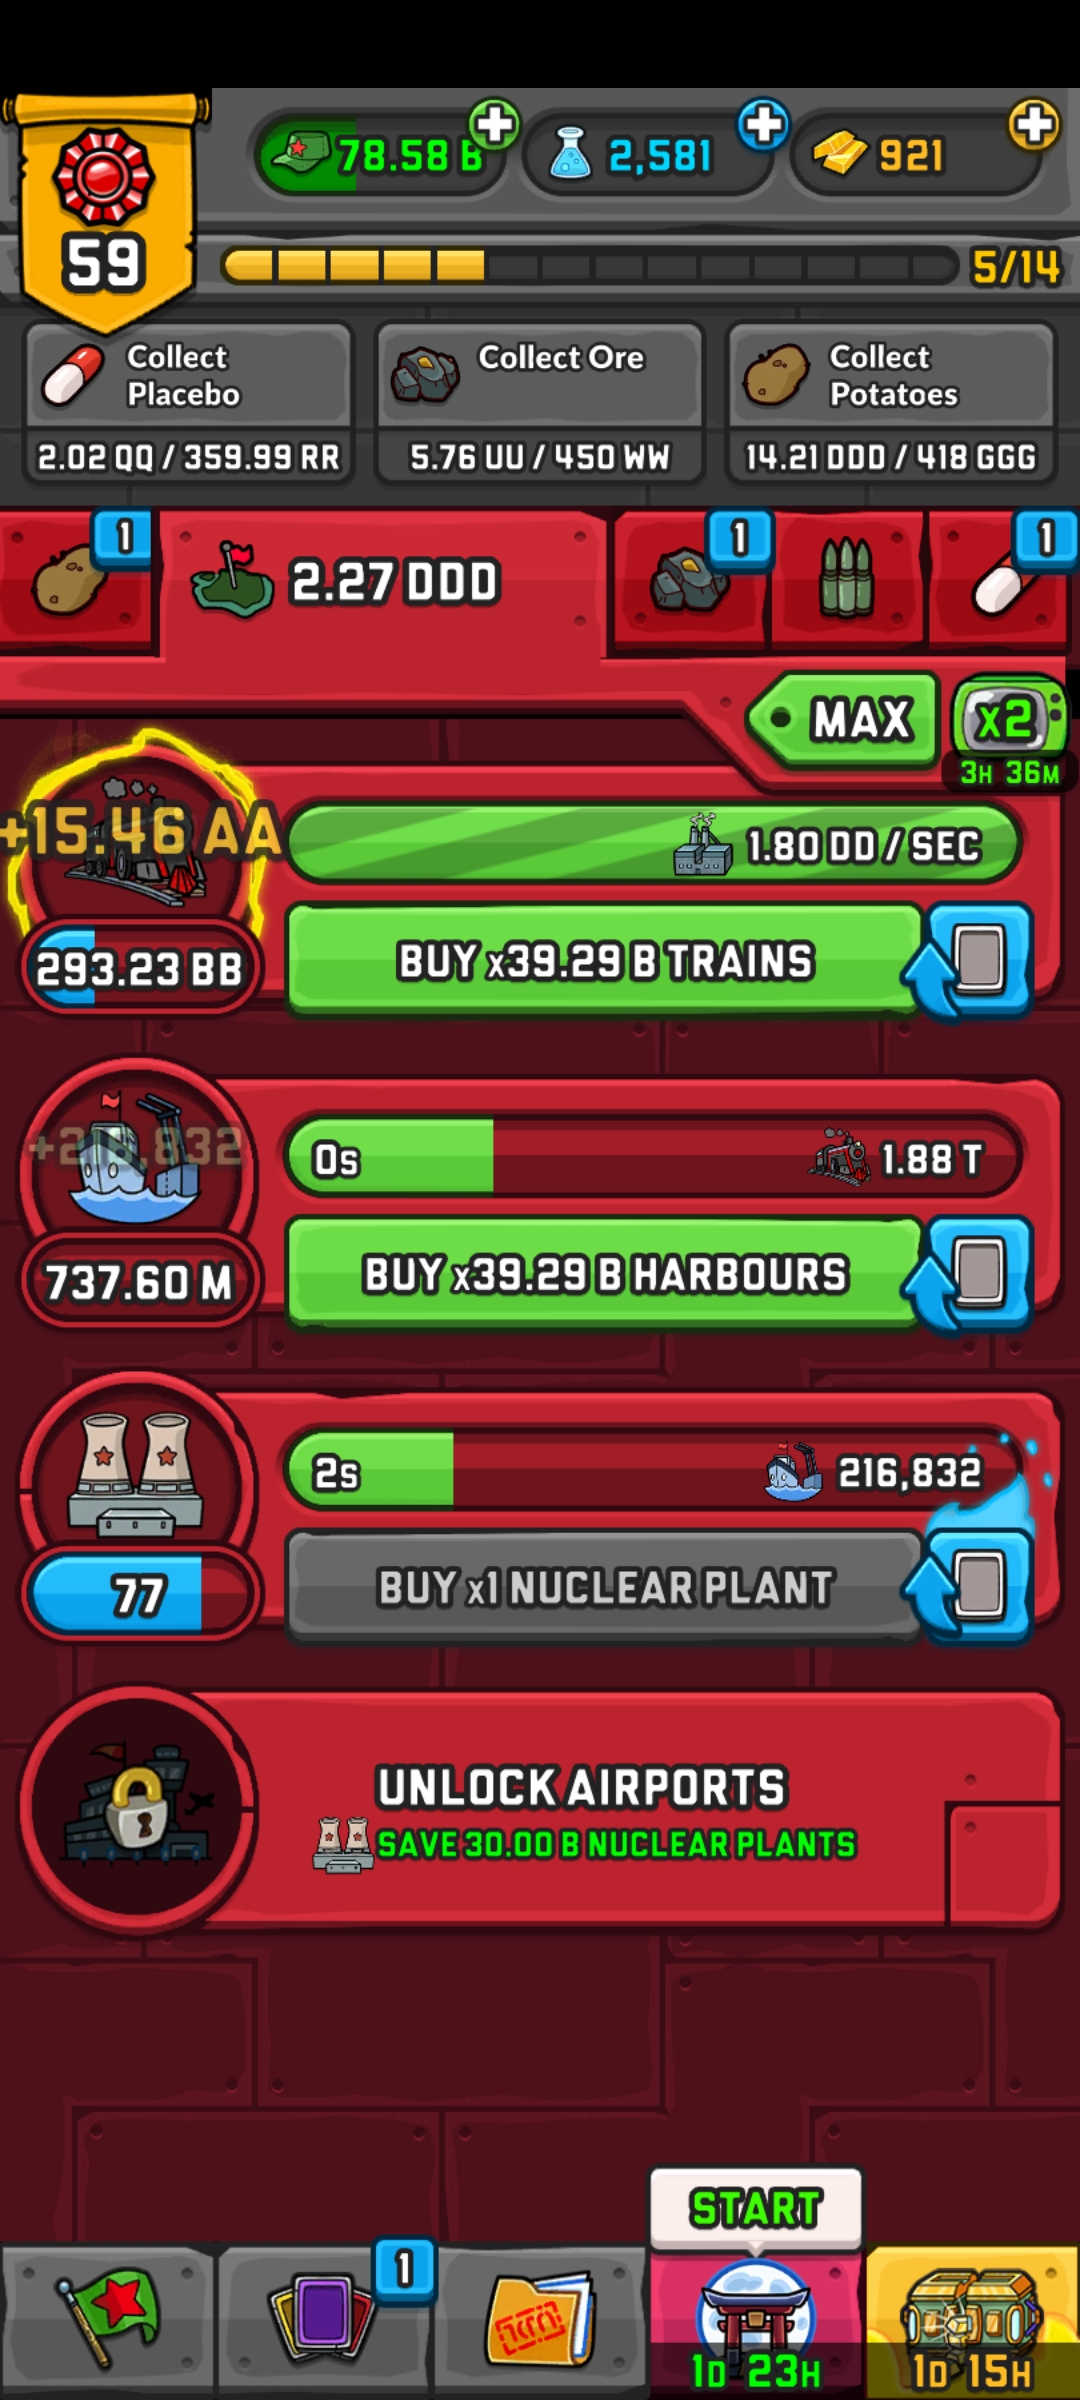 59
78.58 B
2,581
921
5/14
Collect
Placebo
2.02 QQ / 359.99 RR
Collect Ore
5.76 UU / 450 WW
Collect
Potatoes
14.21 DDD / 418 GGG
1
2.27 DDD
1
1
MAX
x2
3H 36M
+15.46 AA
1.80 DD / SEC
293.23 BB
BUY x39.29 B TRAINS
+218,832
0s
1.88 T
737.60 M
BUY x39.29 B HARBOURS
2s
216,832
77
BUY x1 NUCLEAR PLANT
UNLOCK AIRPORTS
SAVE 30.00 B NUCLEAR PLANTS
START
1
1D 23H
1D 15H